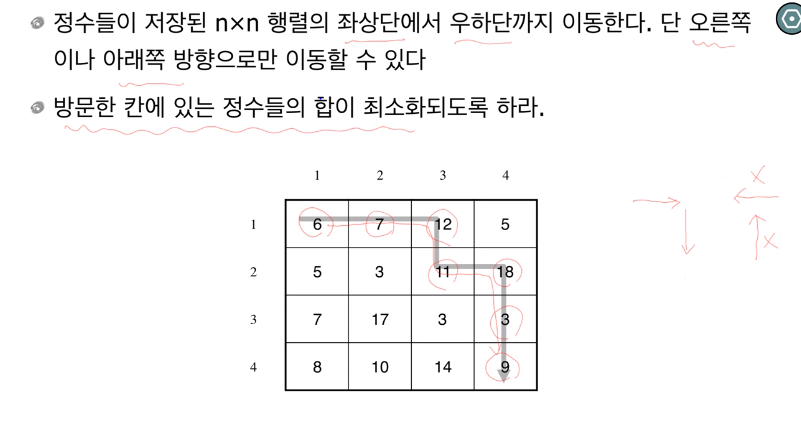 정수들이 저장된 n×n 행렬의 좌상단에서 우하단까지 이동한다. 단 오른쪽
이나 아래쪽 방향으로만 이동할 수 있다
방문한 칸에 있는 정수들의 합이 최소화되도록 하라.
1 2 3 4
1 6 7 12 5
2 5 3 11 18
3 7 17 3 3
4 8 10 14 9
X
X